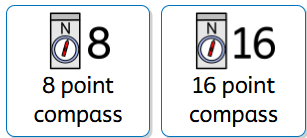 N 8
8 point
compass
N 16
16 point
compass